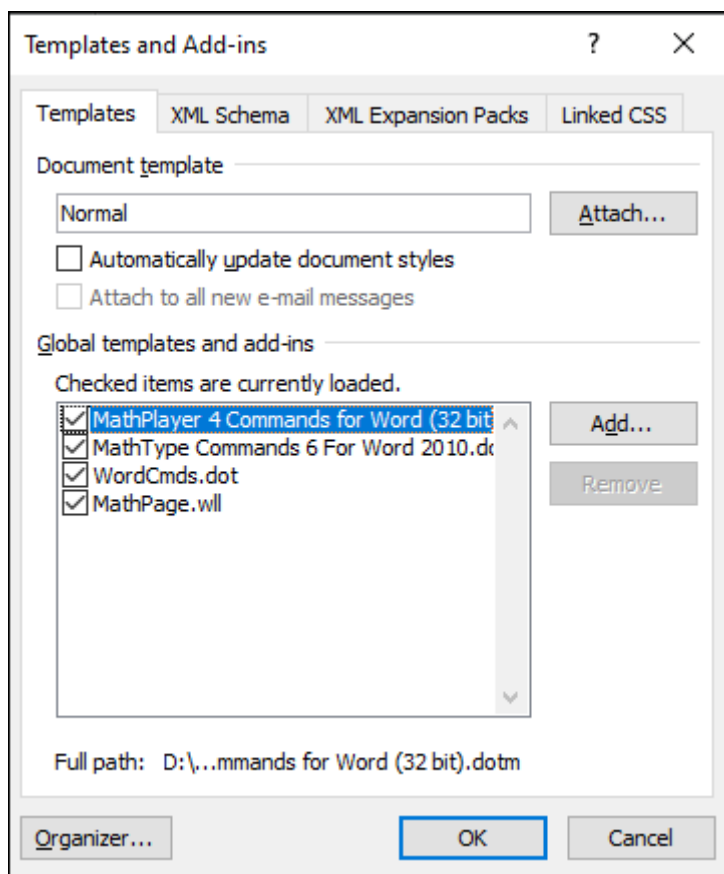 Templates and Add-ins ? ×
Templates XML Schema XML Expansion Packs Linked CSS
Document template
Normal Attach...
Automatically update document styles
Attach to all new e-mail messages
Global templates and add-ins
Checked items are currently loaded.
MathPlayer 4 Commands for Word (32 bit Add...
MathType Commands 6 For Word 2010.do
WordCmds.dot Remove
MathPage.wll
Full path: D:\...mmands for Word (32 bit).dotm
Organizer... OK Cancel